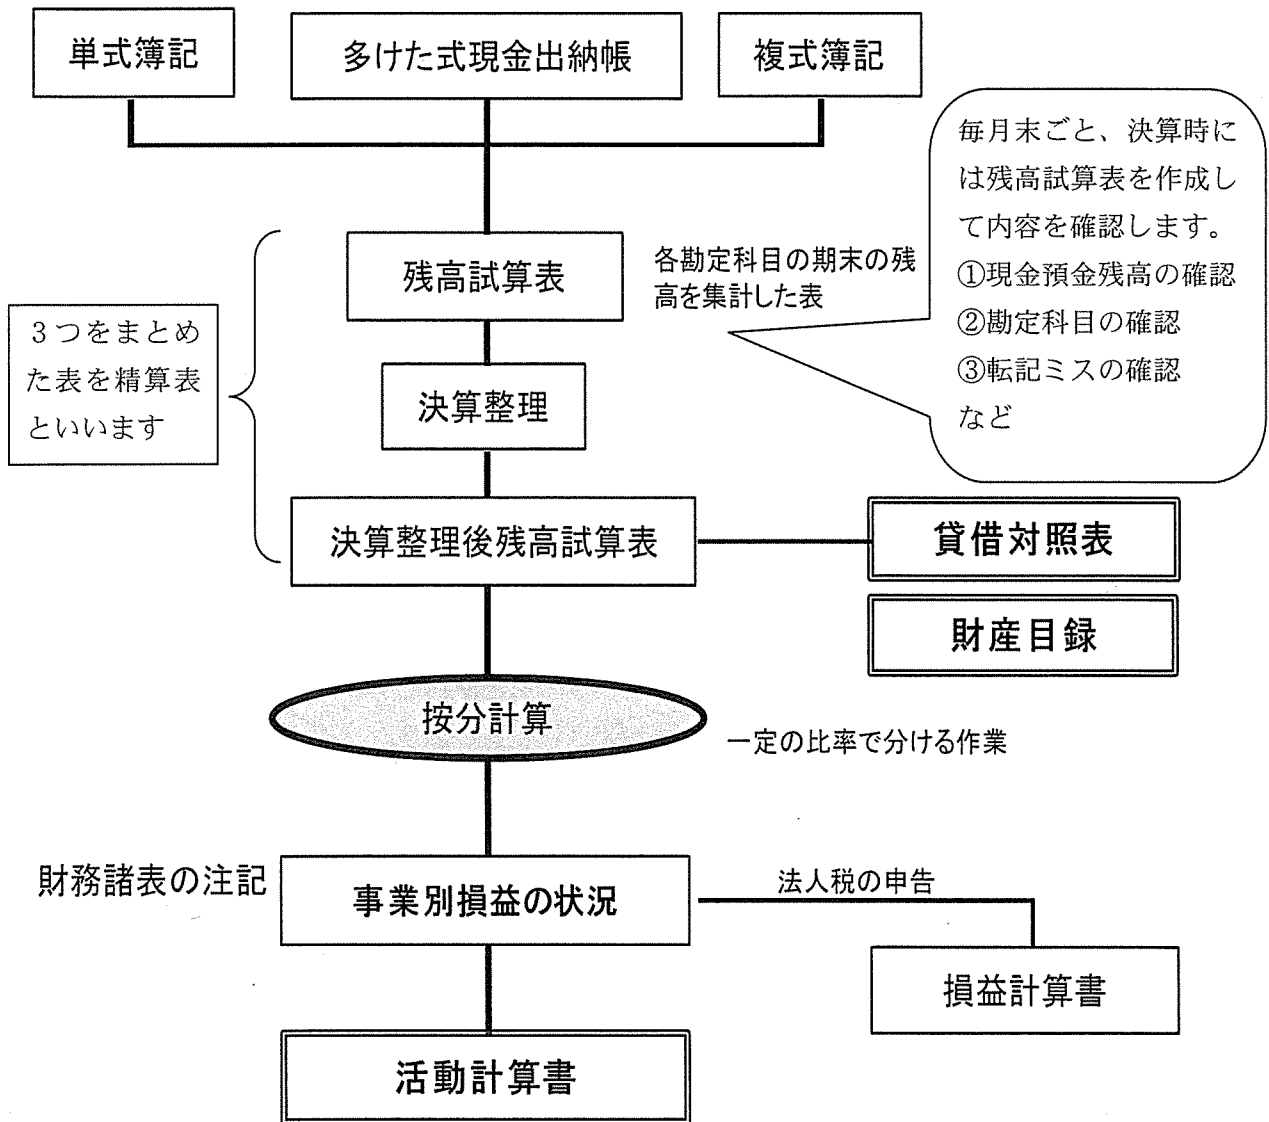 単式簿記
多けた式現金出納帳
複式簿記
毎月末ごと、決算時に
は残高試算表を作成し
て内容を確認します。
①現金預金残高の確認
②勘定科目の確認
③転記ミスの確認
など
残高試算表
各勘定科目の期末の残
高を集計した表
３つをまとめ
た表を精算表
といいます
決算整理
決算整理後残高試算表
貸借対照表
財産目録
按分計算
一定の比率で分ける作業
財務諸表の注記
事業別損益の状況
法人税の申告
損益計算書
活動計算書